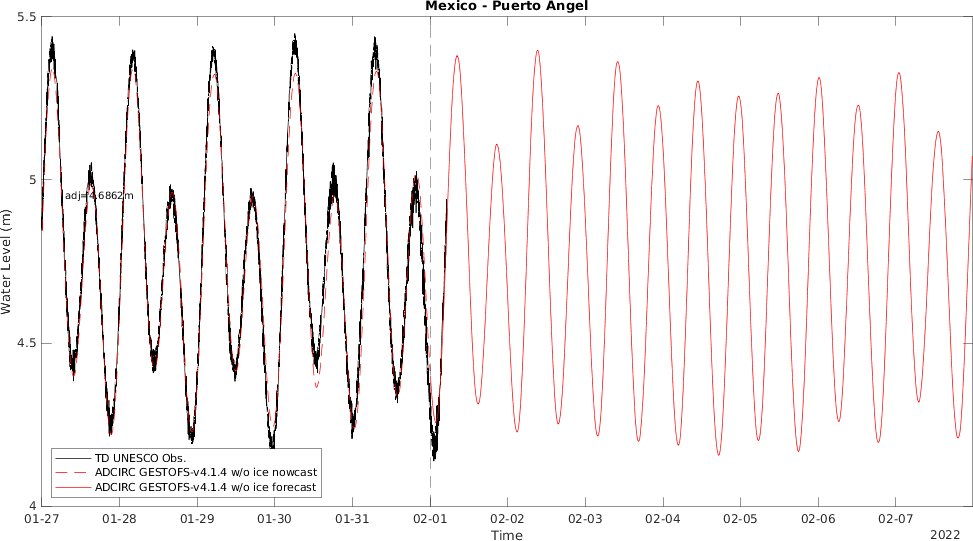 Mexico - Puerto Angel
5.5
5
4.5
4
Water Level (m)
adj=4.6862m
TD UNESCO Obs.
ADCIRC GESTOFS-v4.1.4 w/o ice nowcast
ADCIRC GESTOFS-v4.1.4 w/o ice forecast
01-27 01-28 01-29 01-30 01-31 02-01 02-02 02-03 02-04 02-05 02-06 02-07
Time
2022